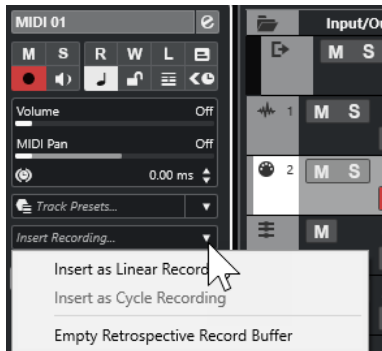 MIDI 01
Input/Ou
M S R W L
M S
Volume Off
1 M S
MIDI Pan Off
0.00 ms
2 M S
Track Presets...
Insert Recording...
M
Insert as Linear Record
Insert as Cycle Recording
Empty Retrospective Record Buffer